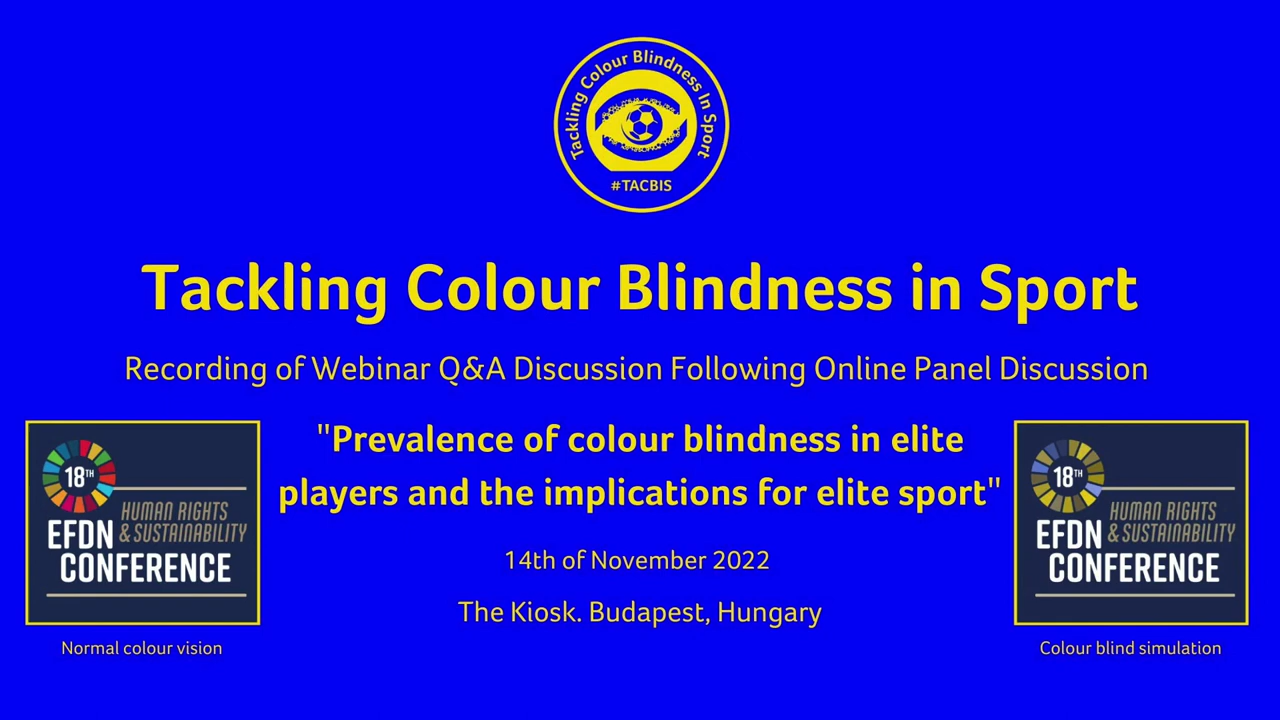 Tackling Colour Blindness In Sport
#TACBIS
Tackling Colour Blindness in Sport
Recording of Webinar Q&A Discussion Following Online Panel Discussion
"Prevalence of colour blindness in elite
players and the implications for elite sport"
14th of November 2022
The Kiosk. Budapest, Hungary
18TH
HUMAN RIGHTS
EFDN & SUSTAINABILITY
CONFERENCE
Normal colour vision
18TH
HUMAN RIGHTS
EFDN & SUSTAINABILITY
CONFERENCE
Colour blind simulation